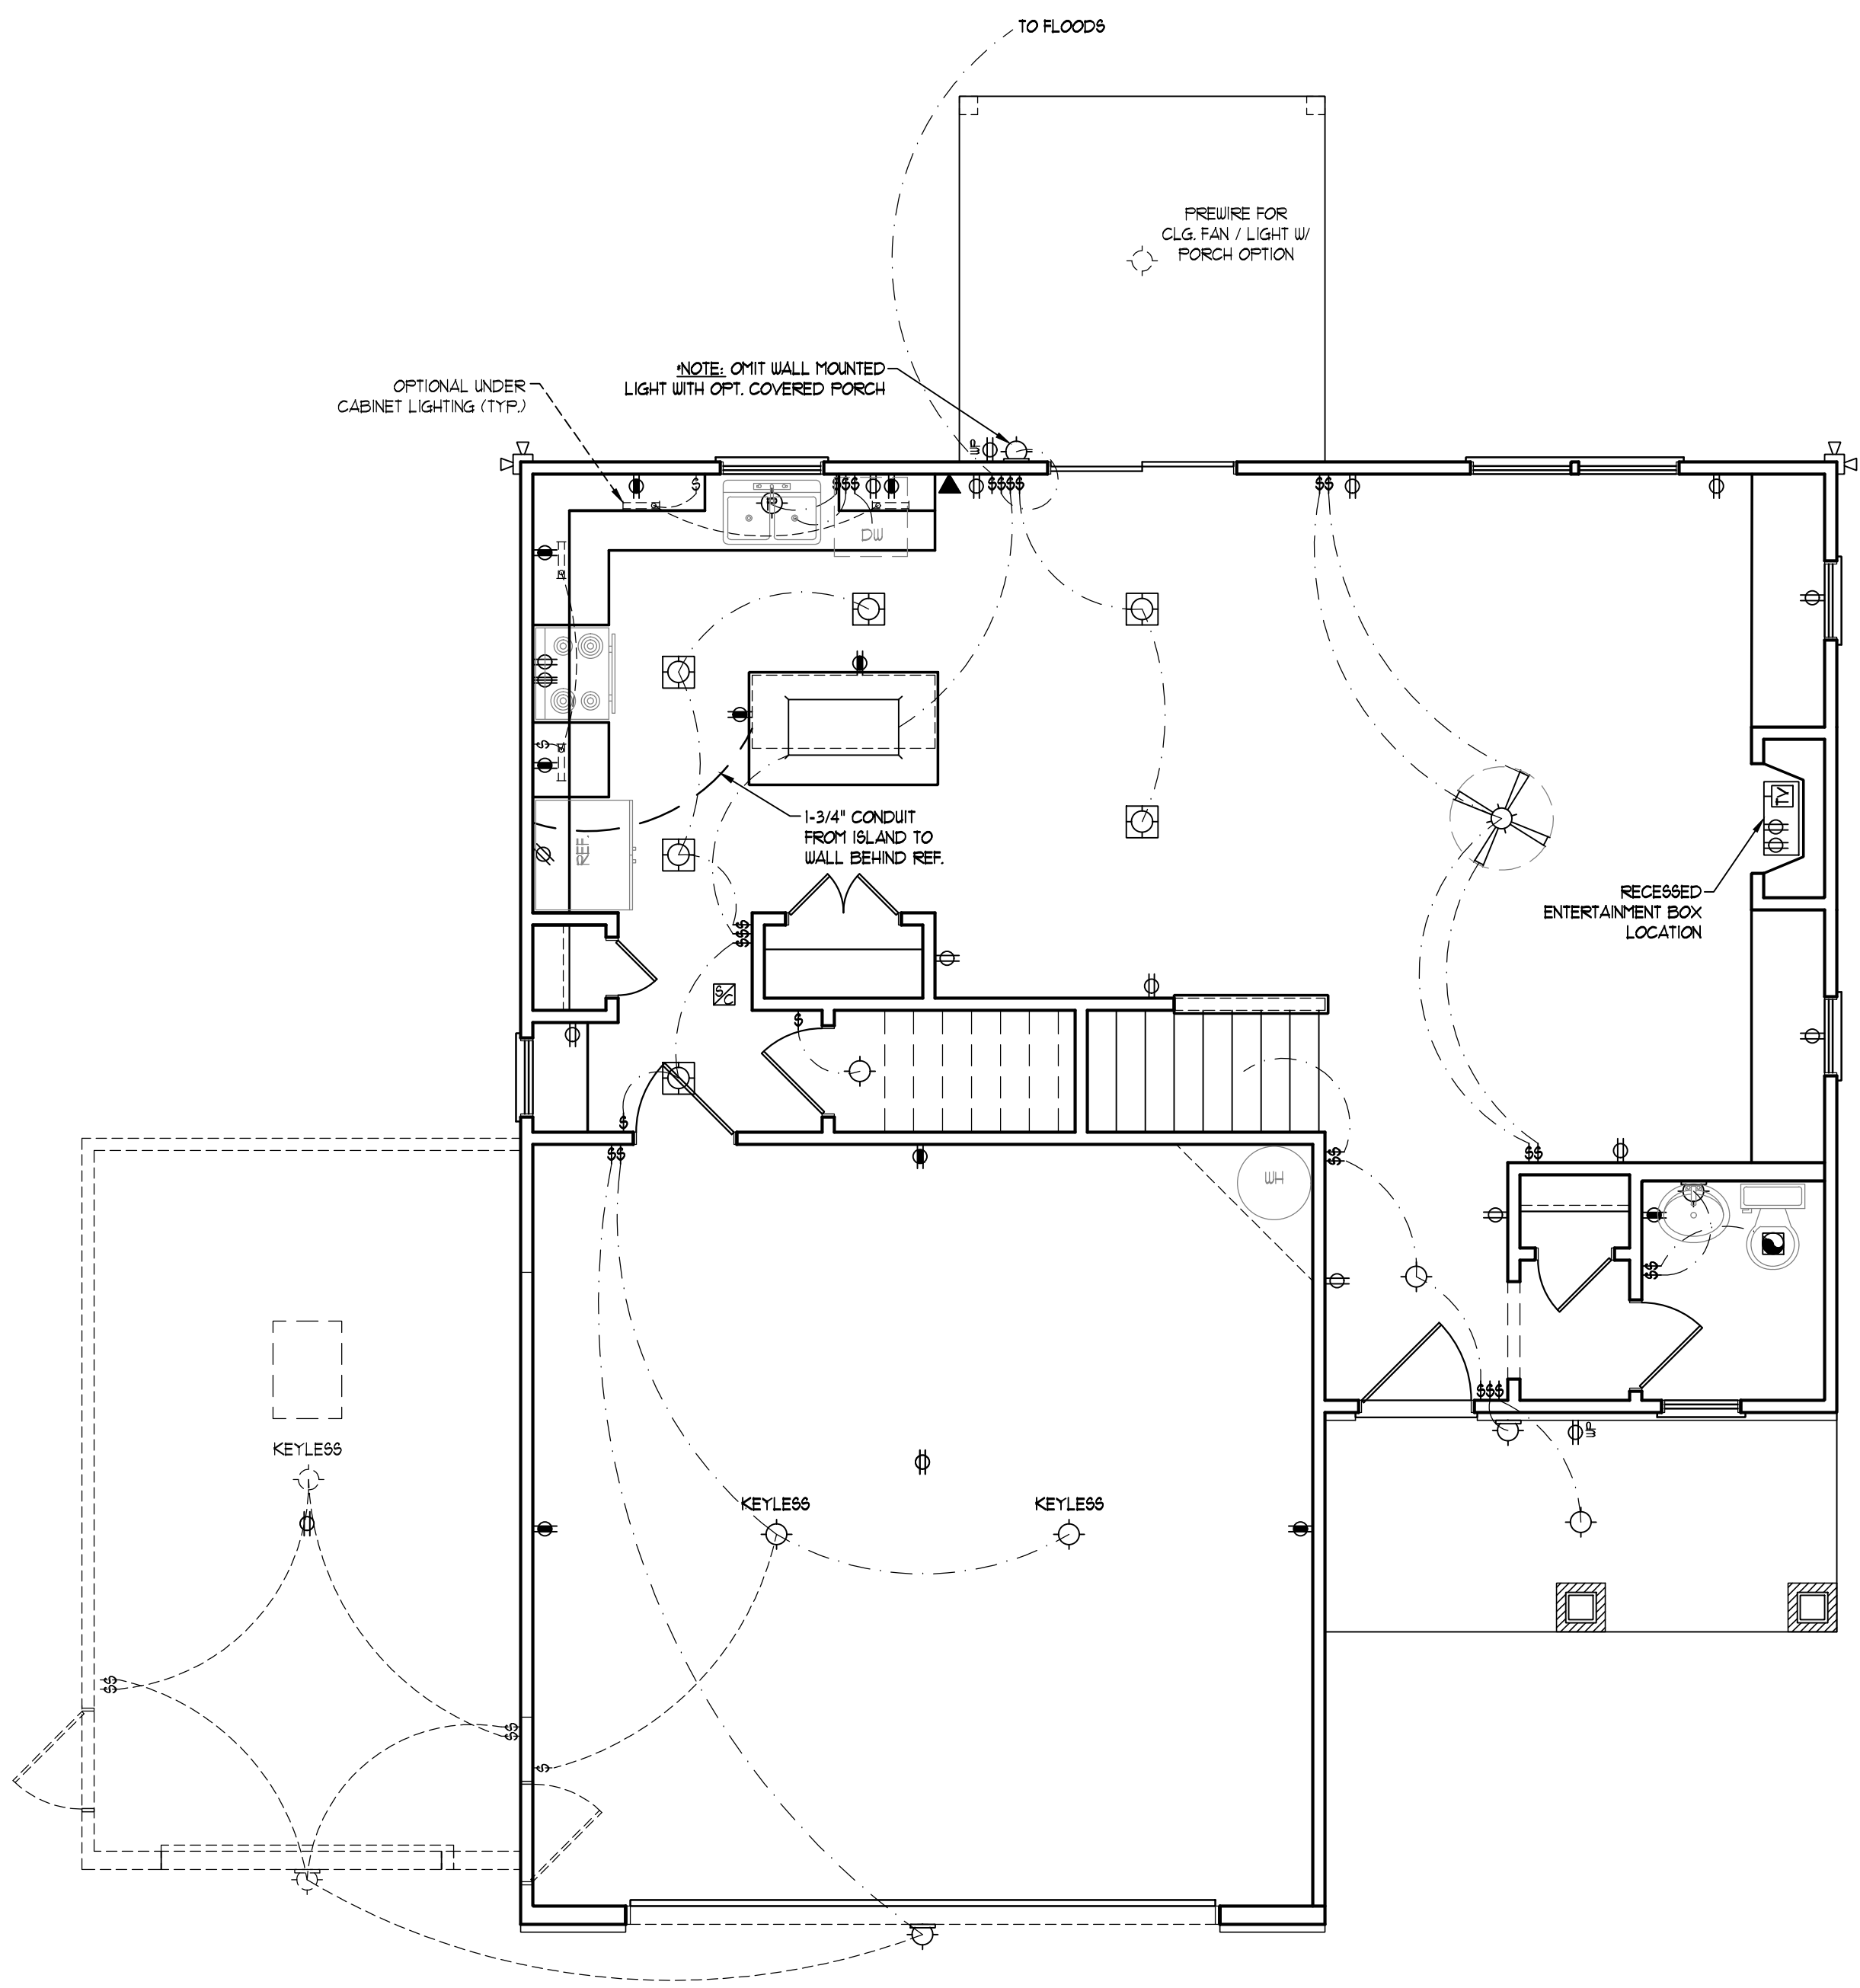 TO FLOODS
PREWIRE FOR
CLG. FAN / LIGHT W/
PORCH OPTION
*NOTE: OMIT WALL MOUNTED
LIGHT WITH OPT. COVERED PORCH
OPTIONAL UNDER
CABINET LIGHTING (TYP.)
WP
$
$$$
$$$$
$$
DW
$
TV
1-3/4" CONDUIT
FROM ISLAND TO
WALL BEHIND REF.
REF.
RECESSED
ENTERTAINMENT BOX
LOCATION
$$$
S/C
$
$
$$
$$
$$
WH
$$
$$$
WP
KEYLESS
KEYLESS
KEYLESS
$$
$$
$